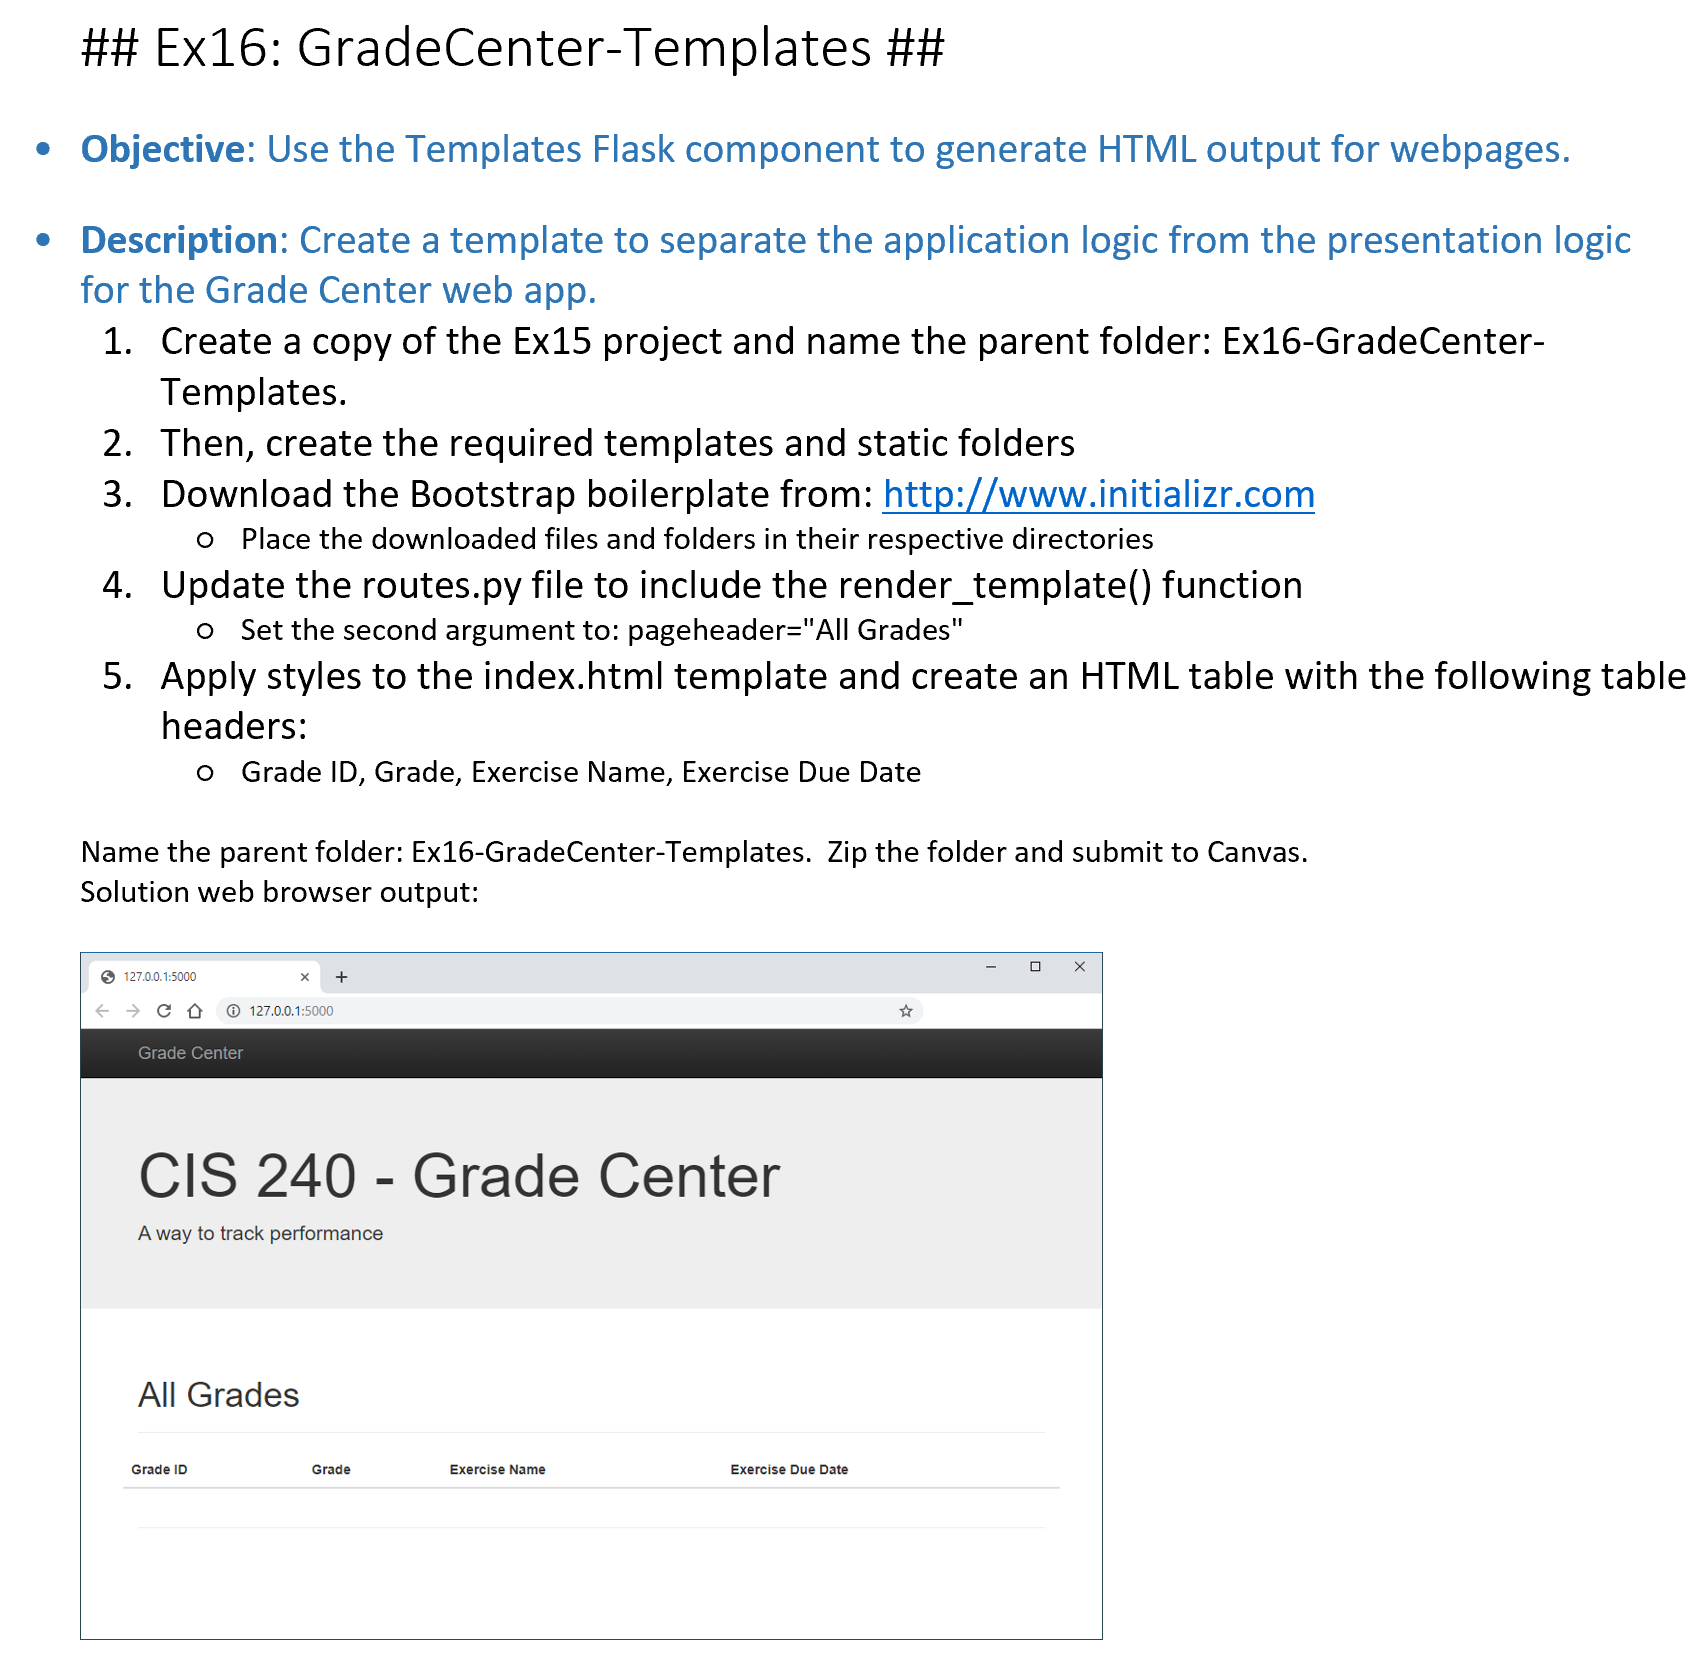 ## Ex16: GradeCenter-Templates ##
• Objective: Use the Templates Flask component to generate HTML output for webpages.
• Description: Create a template to separate the application logic from the presentation logic
for the Grade Center web app.
1. Create a copy of the Ex15 project and name the parent folder: Ex16-GradeCenter-
Templates.
2. Then, create the required templates and static folders
3. Download the Bootstrap boilerplate from: http://www.initializr.com
o Place the downloaded files and folders in their respective directories
4. Update the routes.py file to include the render_template() function
o Set the second argument to: pageheader="All Grades"
5. Apply styles to the index.html template and create an HTML table with the following table
headers:
o Grade ID, Grade, Exercise Name, Exercise Due Date
Name the parent folder: Ex16-GradeCenter-Templates.  Zip the folder and submit to Canvas.
Solution web browser output:
127.0.0.1:5000
127.0.0.1:5000
Grade Center
CIS 240 - Grade Center
A way to track performance
All Grades
Grade ID Grade Exercise Name Exercise Due Date